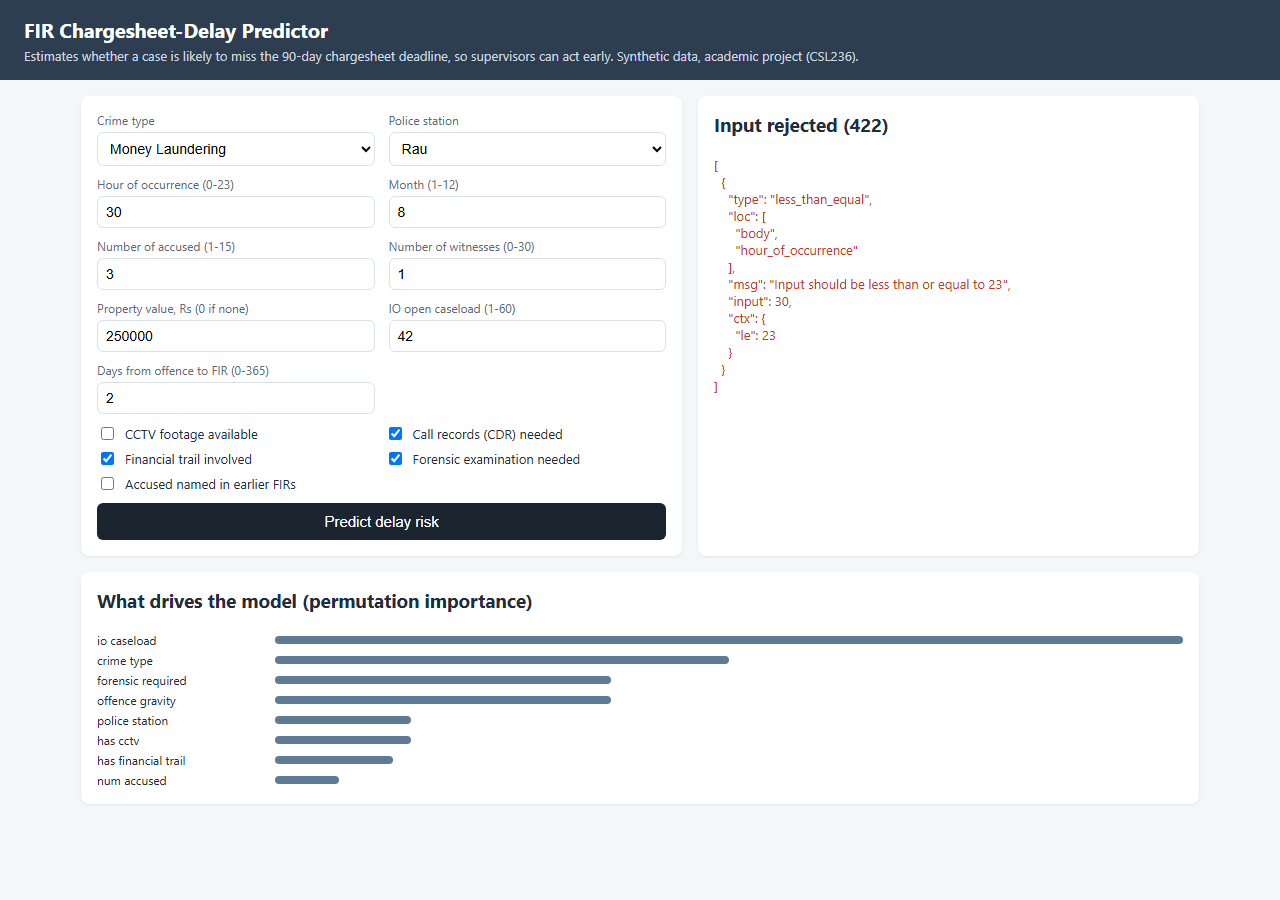 FIR Chargesheet-Delay Predictor
Estimates whether a case is likely to miss the 90-day chargesheet deadline, so supervisors can act early. Synthetic data, academic project (CSL236).
Crime type
Police station
Money Laundering
Rau
Hour of occurrence (0-23)
Month (1-12)
30
8
Number of accused (1-15)
Number of witnesses (0-30)
3
1
Property value, Rs (0 if none)
IO open caseload (1-60)
250000
42
Days from offence to FIR (0-365)
2
CCTV footage available
Call records (CDR) needed
Financial trail involved
Forensic examination needed
Accused named in earlier FIRs
Predict delay risk
Input rejected (422)
[
{
"type": "less_than_equal",
"loc": [
"body",
"hour_of_occurrence"
],
"msg": "Input should be less than or equal to 23",
"input": 30,
"ctx": {
"le": 23
}
}
]
What drives the model (permutation importance)
io caseload
crime type
forensic required
offence gravity
police station
has cctv
has financial trail
num accused